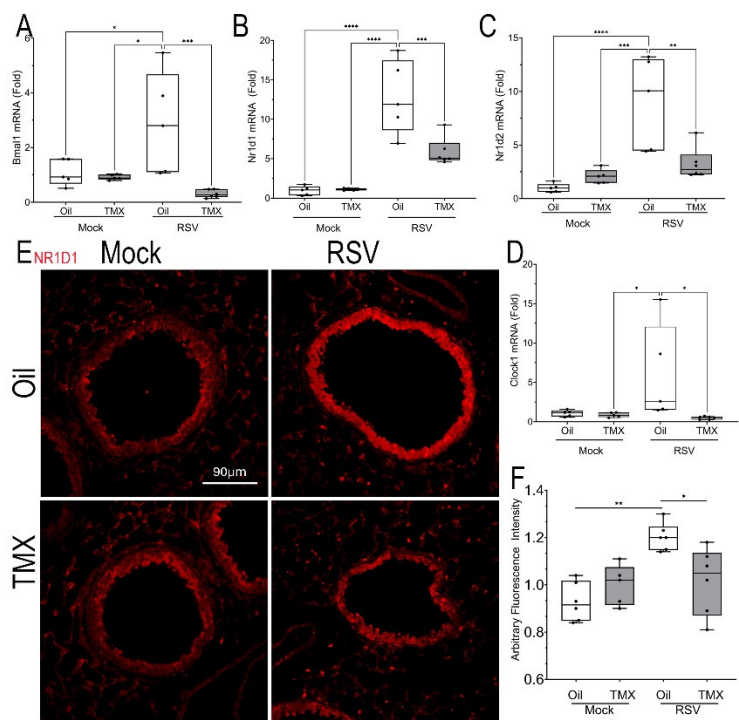 A
Bmal1 mRNA (Fold)
6
4
2
0
*
*
***
Oil
TMX
Oil
TMX
Mock
RSV
B
Nr1d1 mRNA (Fold)
20
15
10
5
0
****
****
***
Oil
TMX
Oil
TMX
Mock
RSV
C
Nr1d2 mRNA (Fold)
15
10
5
0
****
***
**
Oil
TMX
Oil
TMX
Mock
RSV
E NR1D1 Mock RSV
Oil
90µm
TMX
D
Clock1 mRNA (Fold)
20
15
10
5
0
*
*
Oil
TMX
Oil
TMX
Mock
RSV
F
Arbitrary Fluorescence Intensity
1.4
1.2
1.0
0.8
0.6
**
*
Oil
TMX
Oil
TMX
Mock
RSV